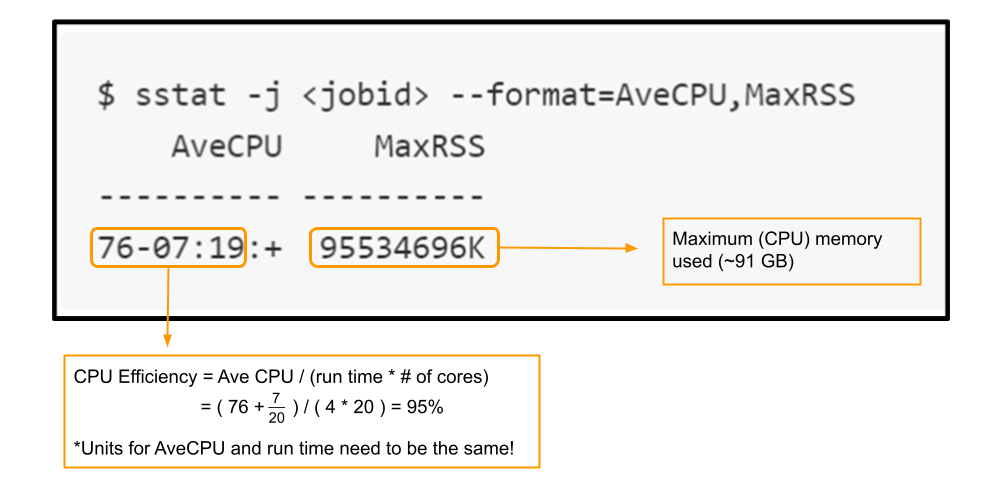 $ sstat -j <jobid> --format=AveCPU,MaxRSS
AveCPU MaxRSS
---------- ----------
76-07:19:+ 95534696K
Maximum (CPU) memory
used (~91 GB)
CPU Efficiency = Ave CPU / (run time * # of cores)
= ( 76 + 7/20 ) / ( 4 * 20 ) = 95%
*Units for AveCPU and run time need to be the same!